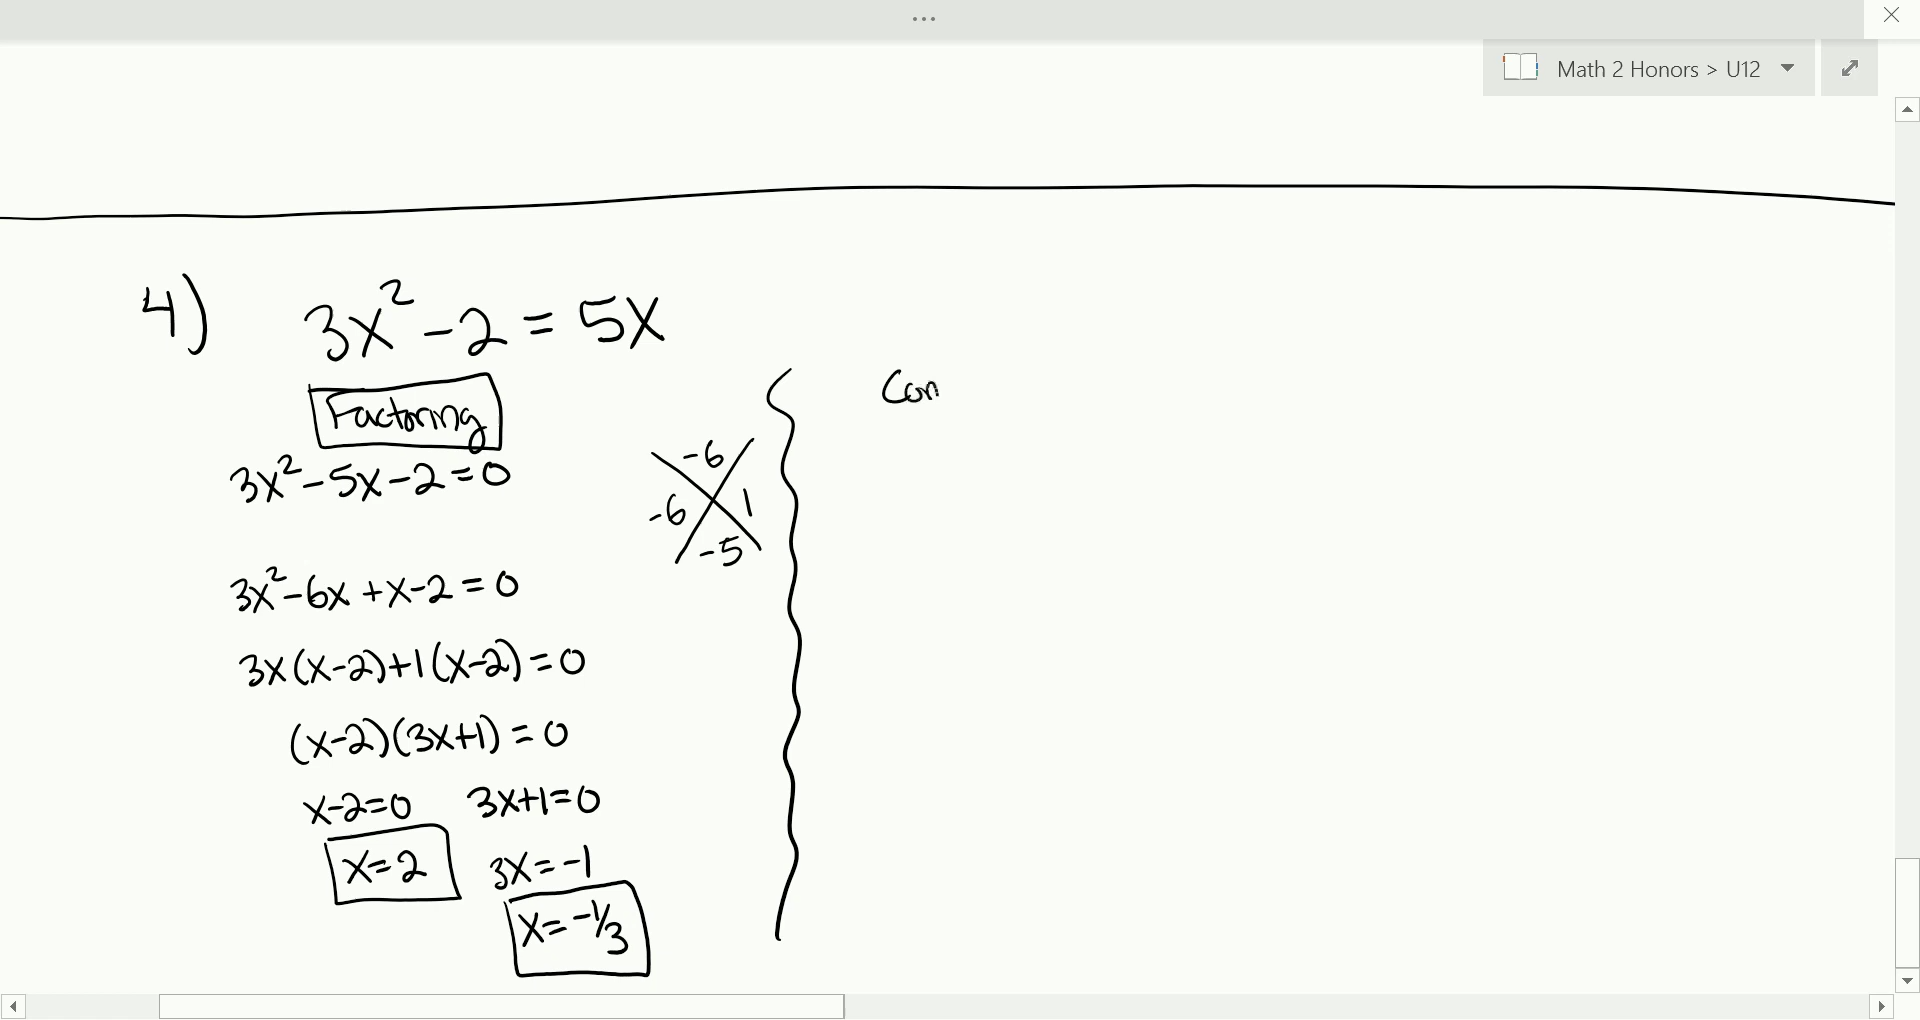 Math 2 Honors > U12
4) 3x² - 2 = 5x
Factoring
3x² - 5x - 2 = 0
-6
-6 1
-5
3x² - 6x + x - 2 = 0
3x(x-2) + 1(x-2) = 0
(x-2)(3x+1) = 0
x-2=0 3x+1=0
x=2
3x = -1
x = -1/3
Com